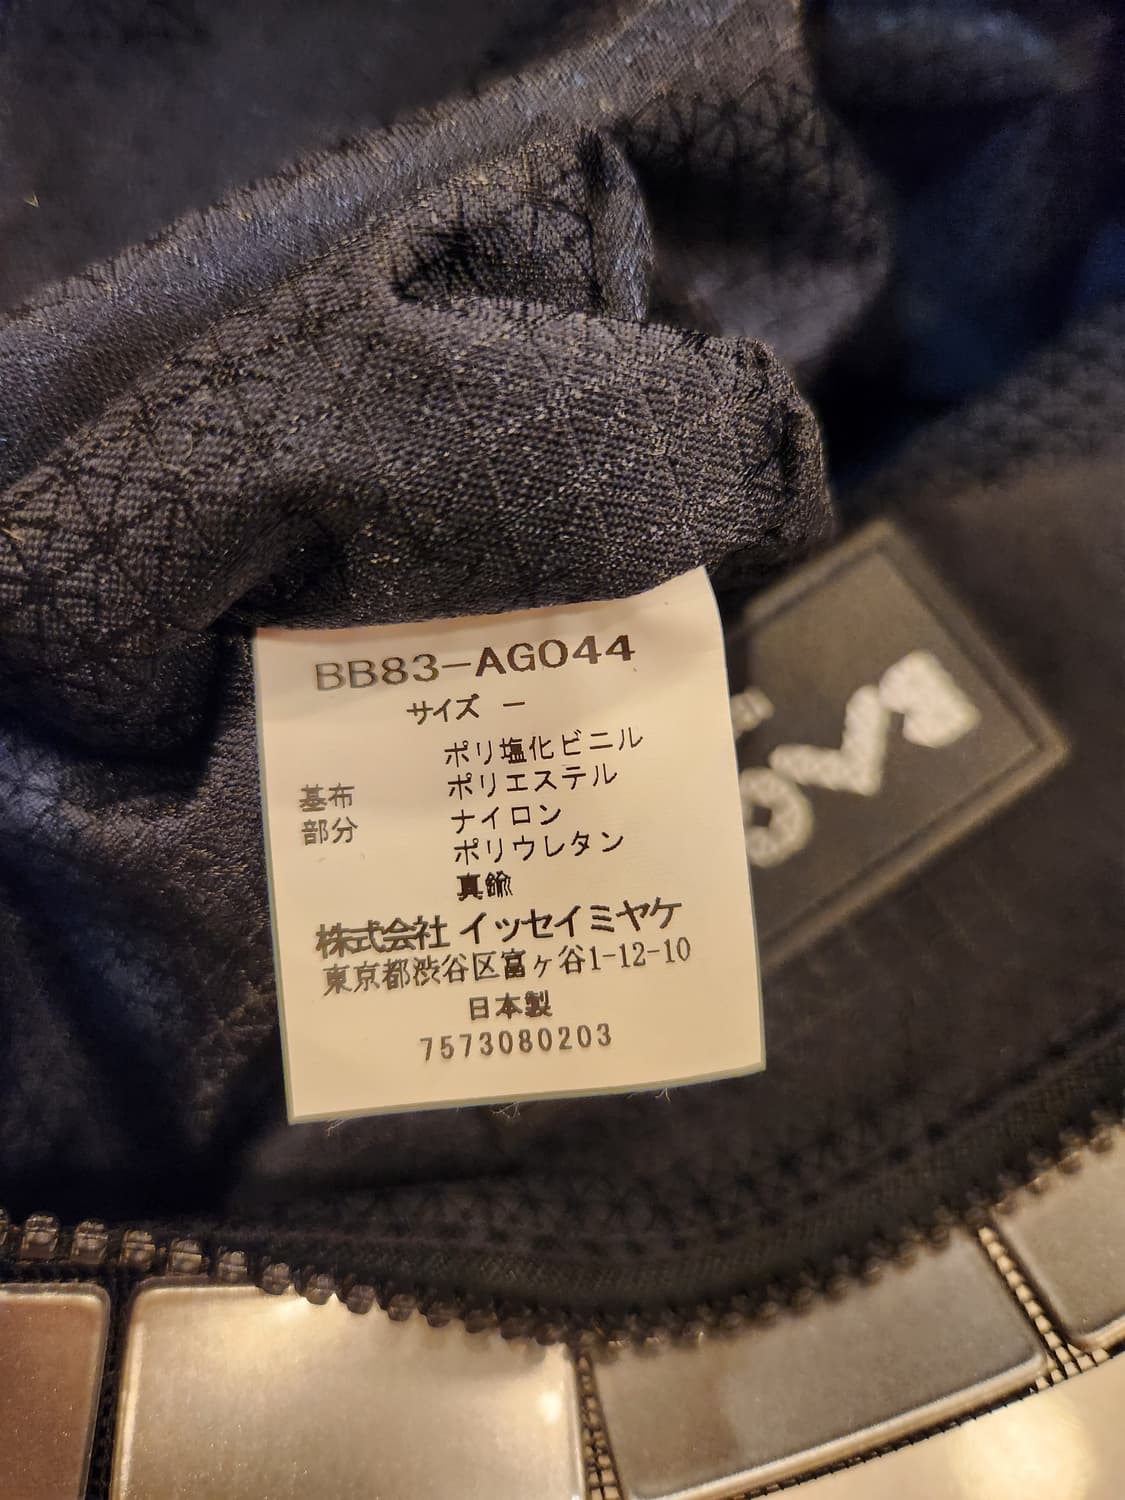 BB83-AG044
サイズ －
ポリ塩化ビニル
基布 ポリエステル
部分 ナイロン
ポリウレタン
真鍮
株式会社 イッセイミヤケ
東京都渋谷区富ヶ谷1-12-10
日本製
7573080203